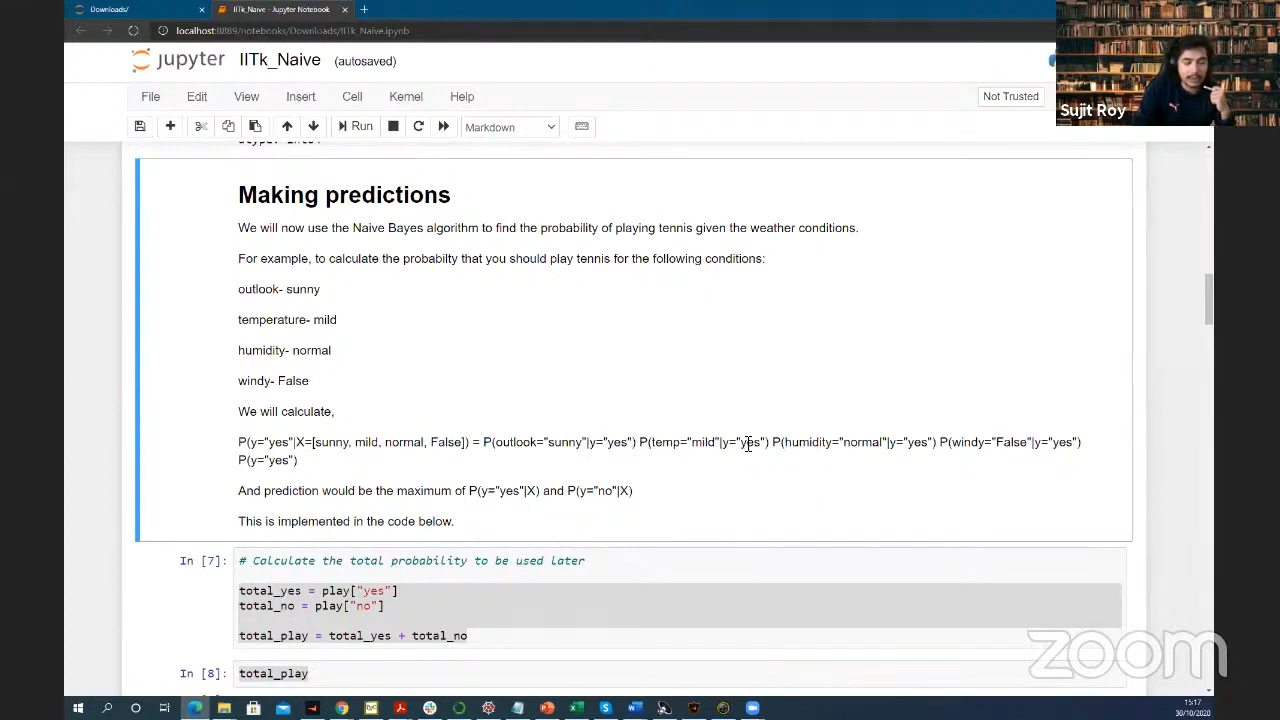 Downloads/
IITk_Naive - Jupyter Notebook
localhost:8889/notebooks/Downloads/IITk_Naive.ipynb
jupyter IITk_Naive (autosaved)
File Edit View Insert Cell Kernel Help
Not Trusted
Run
Markdown
Sujit Roy
Making predictions
We will now use the Naive Bayes algorithm to find the probability of playing tennis given the weather conditions.
For example, to calculate the probabilty that you should play tennis for the following conditions:
outlook- sunny
temperature- mild
humidity- normal
windy- False
We will calculate,
P(y="yes"|X=[sunny, mild, normal, False]) = P(outlook="sunny"|y="yes") P(temp="mild"|y="yes") P(humidity="normal"|y="yes") P(windy="False"|y="yes")
P(y="yes")
And prediction would be the maximum of P(y="yes"|X) and P(y="no"|X)
This is implemented in the code below.
In [7]: # Calculate the total probability to be used later
total_yes = play["yes"]
total_no = play["no"]
total_play = total_yes + total_no
In [8]: total_play
zoom
15:17
30/10/2020